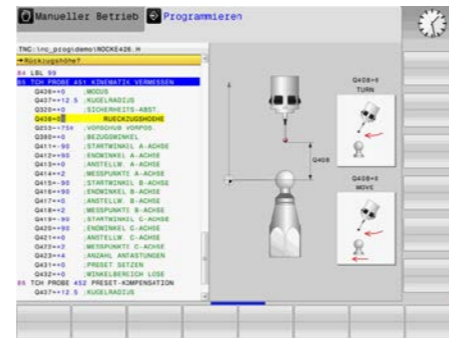 Manueller Betrieb
Programmieren
TNC:\nc_prog\demo\NOCKE426.H
→Rückzugshöhe?
84 LBL 99
85 TCH PROBE 451 KINEMATIK VERMESSEN
Q406=+0 ;MODUS
Q407=+12.5 ;KUGELRADIUS
Q320=+0 ;SICHERHEITS-ABST.
Q408=0 RUECKZUGSHOEHE
Q253=+750 ;VORSCHUB VORPOS.
Q380=+0 ;BEZUGSWINKEL
Q411=-90 ;STARTWINKEL A-ACHSE
Q412=+90 ;ENDWINKEL A-ACHSE
Q413=+0 ;ANSTELLW. A-ACHSE
Q414=+2 ;MESSPUNKTE A-ACHSE
Q415=-90 ;STARTWINKEL B-ACHSE
Q416=+90 ;ENDWINKEL B-ACHSE
Q417=+0 ;ANSTELLW. B-ACHSE
Q418=+2 ;MESSPUNKTE B-ACHSE
Q419=-90 ;STARTWINKEL C-ACHSE
Q420=+90 ;ENDWINKEL C-ACHSE
Q421=+0 ;ANSTELLW. C-ACHSE
Q422=+2 ;MESSPUNKTE C-ACHSE
Q423=+4 ;ANZAHL ANTASTUNGEN
Q431=+0 ;PRESET SETZEN
Q432=+0 ;WINKELBEREICH LOSE
TCH PROBE 452 PRESET-KOMPENSATION
Q407=+12.5 ;KUGELRADIUS
Q408
Q408=0
TURN
MOVE